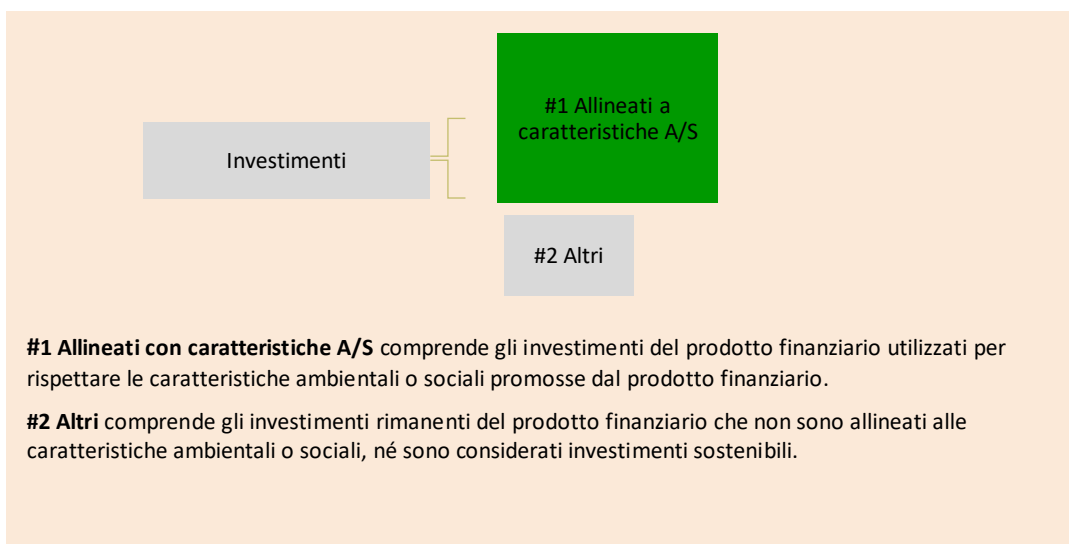 #1 Allineati a
caratteristiche A/S
Investimenti
#2 Altri
#1 Allineati con caratteristiche A/S comprende gli investimenti del prodotto finanziario utilizzati per
rispettare le caratteristiche ambientali o sociali promosse dal prodotto finanziario.
#2 Altri comprende gli investimenti rimanenti del prodotto finanziario che non sono allineati alle
caratteristiche ambientali o sociali, né sono considerati investimenti sostenibili.